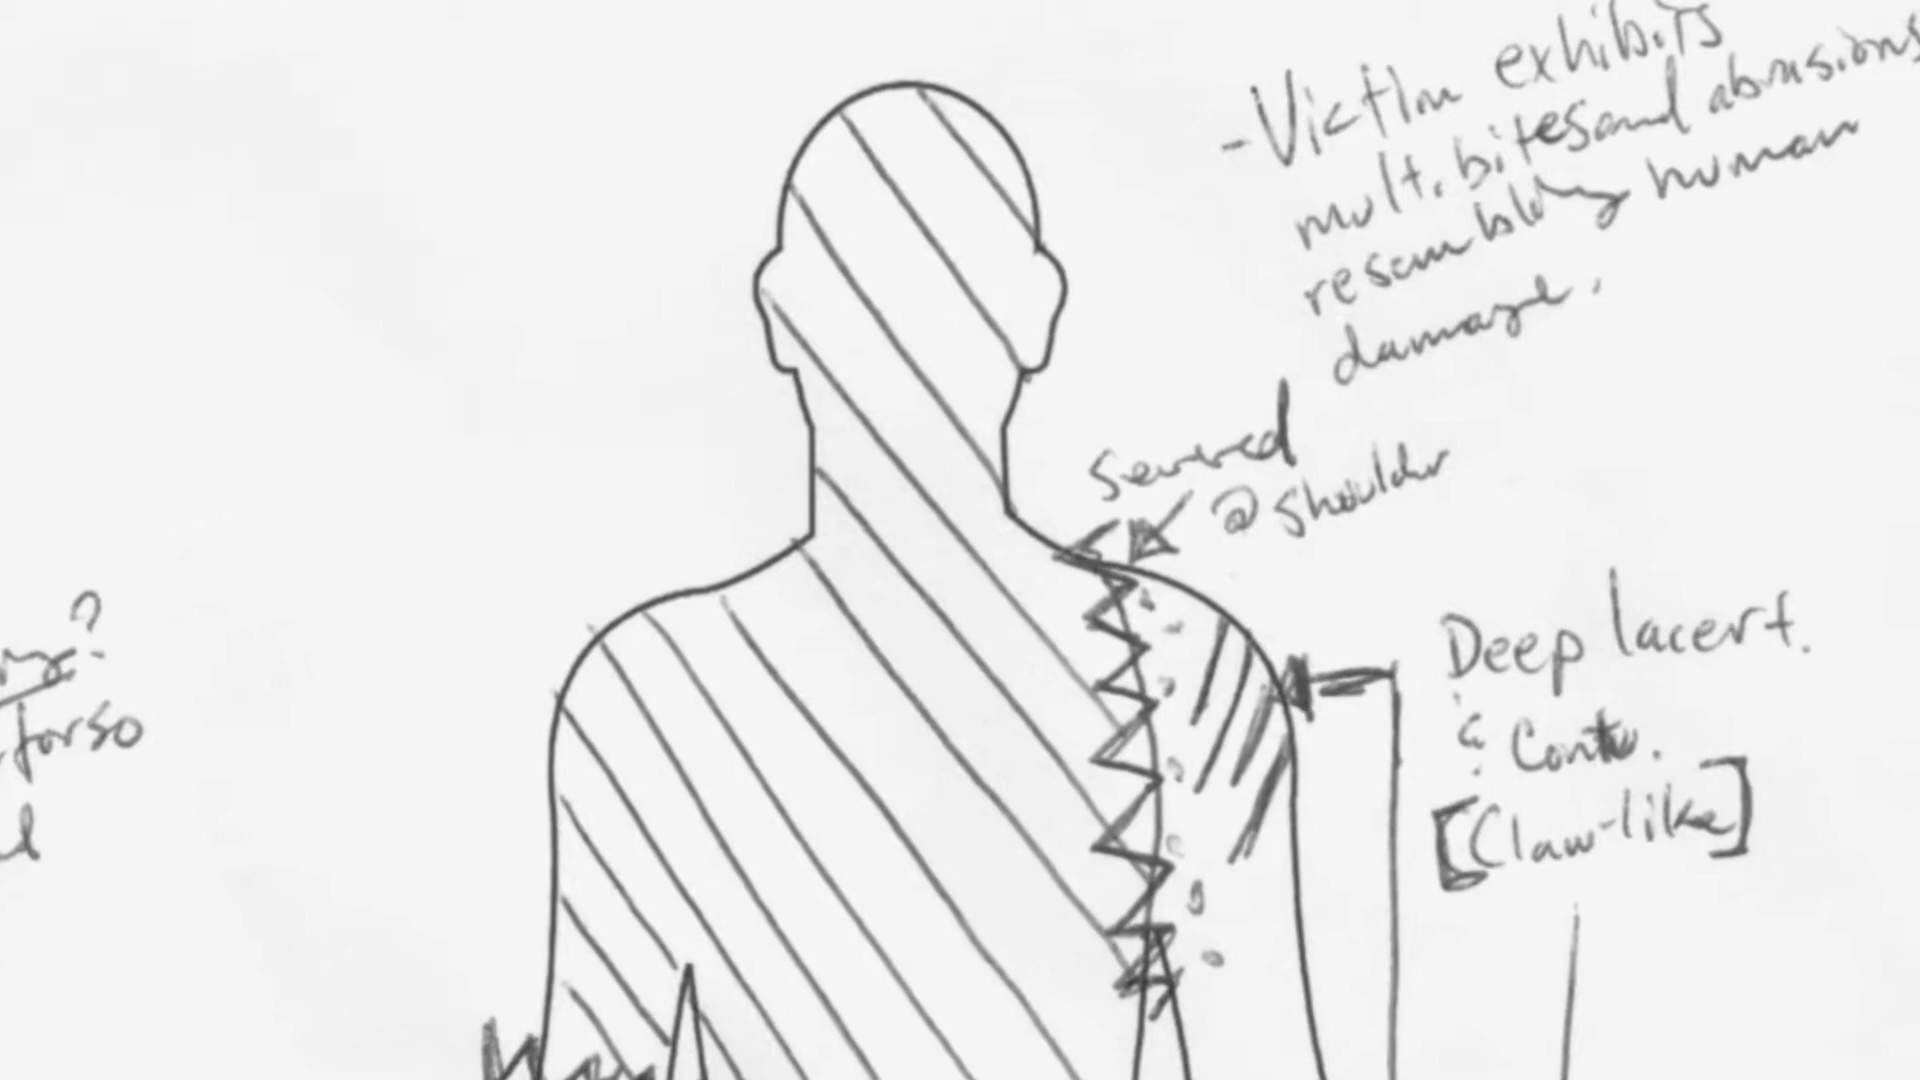 -Victim exhibits
mult. bites and abrasions
resembling human
damage.
Severed
@ shoulder
Deep lacert.
& Contu.
[Claw-like]
?
torso